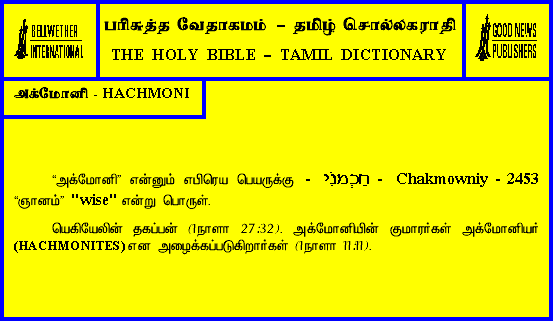 BELLWETHER
INTERNATIONAL
பரிசுத்த வேதாகமம் – தமிழ் சொல்லகராதி
THE HOLY BIBLE – TAMIL DICTIONARY
GOOD NEWS
PUBLISHERS
அக்மோனி - HACHMONI
“அக்மோனி” என்னும் எபிரெய பெயருக்கு - חַכְמֹנִי - Chakmowniy - 2453
“ஞானம்” "wise" என்று பொருள்.
யெகியேலின் தகப்பன் (1நாளா 27:32). அக்மோனியின் குமாரர்கள் அக்மோனியர்
(HACHMONITES) என அழைக்கப்படுகிறார்கள் (1நாளா 11:11).